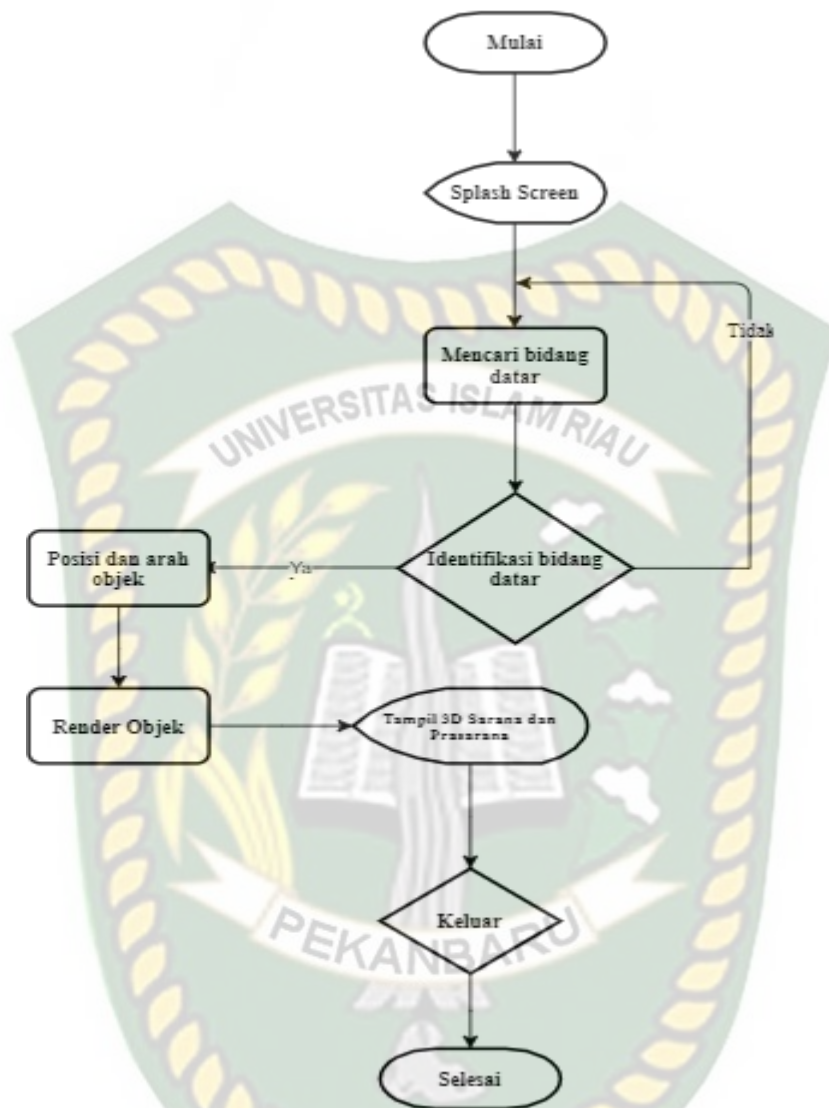 Mulai
Splash Screen
Tidak
Mencari bidang
datar
UNIVERSITAS ISLAM RIAU
Identifikasi bidang
datar
Ya
Posisi dan arah
objek
Render Objek
Tampil 3D Sarana dan
Prasarana
Keluar
PEKANBARU
Selesai